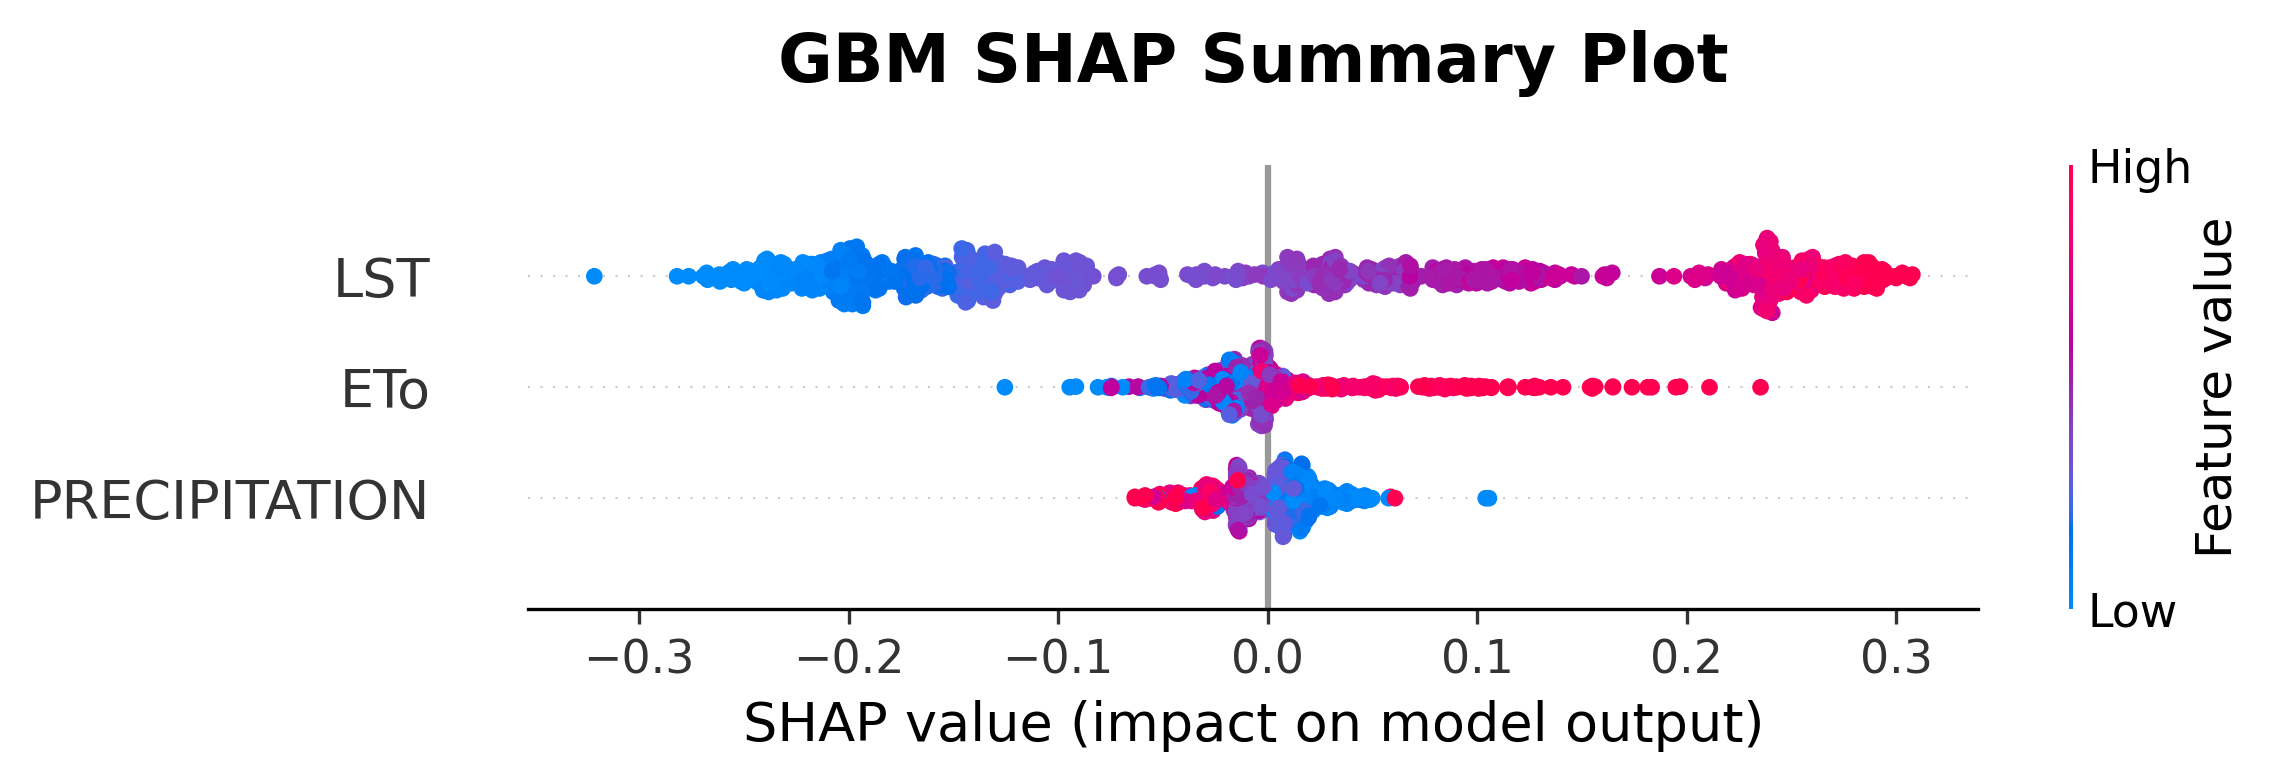 GBM SHAP Summary Plot
High
LST
ETo
PRECIPITATION
Feature value
Low
−0.3 −0.2 −0.1 0.0 0.1 0.2 0.3
SHAP value (impact on model output)